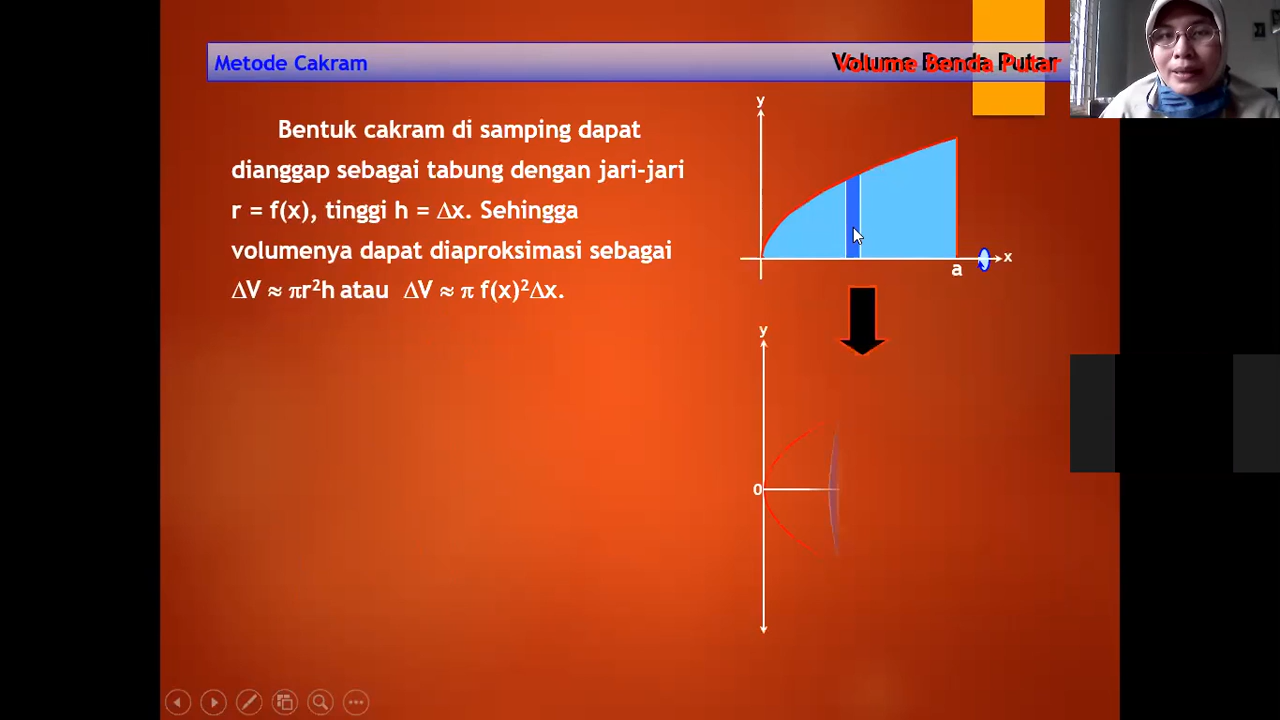 Metode Cakram
Volume Benda Putar
Bentuk cakram di samping dapat
dianggap sebagai tabung dengan jari-jari
r = f(x), tinggi h = Δx. Sehingga
volumenya dapat diaproksimasi sebagai
ΔV ≈ πr²h atau ΔV ≈ π f(x)²Δx.
y
x
a
y
0